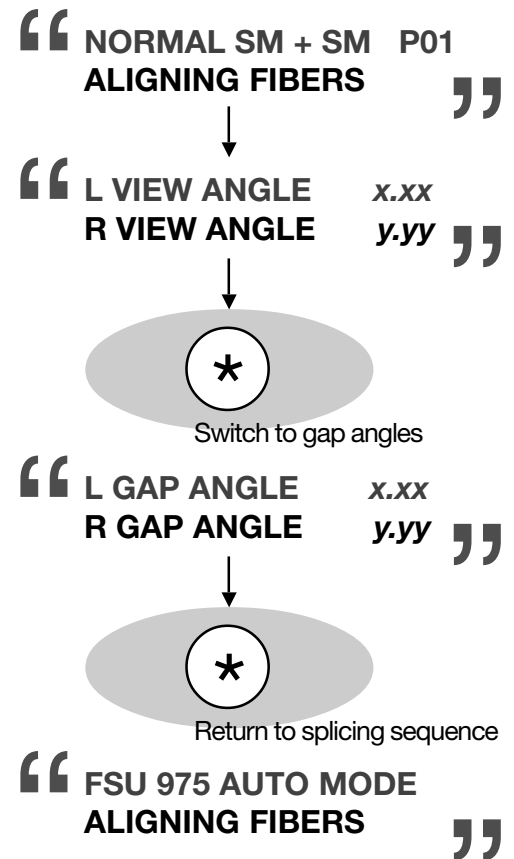 “ NORMAL SM + SM P01
ALIGNING FIBERS ”
“ L VIEW ANGLE x.xx
R VIEW ANGLE y.yy ”
*
Switch to gap angles
“ L GAP ANGLE x.xx
R GAP ANGLE y.yy ”
*
Return to splicing sequence
“ FSU 975 AUTO MODE
ALIGNING FIBERS ”